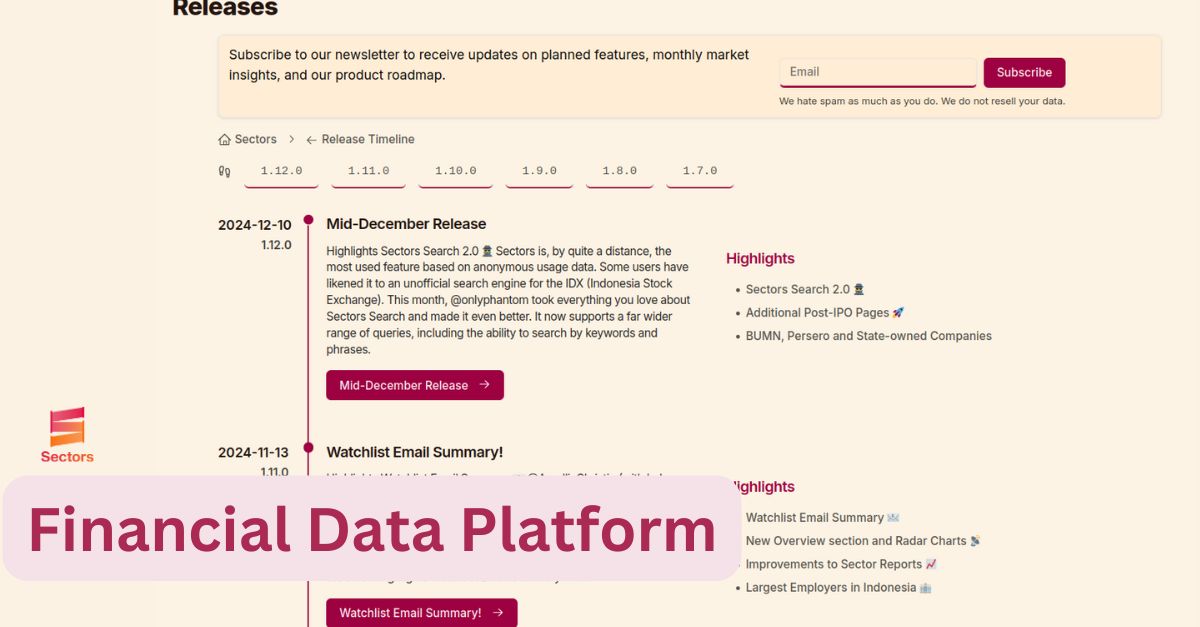 Releases
Subscribe to our newsletter to receive updates on planned features, monthly market
insights, and our product roadmap.
Email
Subscribe
We hate spam as much as you do. We do not resell your data.
Sectors > ← Release Timeline
1.12.0 1.11.0 1.10.0 1.9.0 1.8.0 1.7.0
2024-12-10
1.12.0
Mid-December Release
Highlights Sectors Search 2.0 🕵️ Sectors is, by quite a distance, the
most used feature based on anonymous usage data. Some users have
likened it to an unofficial search engine for the IDX (Indonesia Stock
Exchange). This month, @onlyphantom took everything you love about
Sectors Search and made it even better. It now supports a far wider
range of queries, including the ability to search by keywords and
phrases.
Mid-December Release →
Highlights
• Sectors Search 2.0 🕵️
• Additional Post-IPO Pages 🚀
• BUMN, Persero and State-owned Companies
Sectors
2024-11-13
1.11.0
Watchlist Email Summary!
Financial Data Platform
Watchlist Email Summary! →
Highlights
Watchlist Email Summary 📨
New Overview section and Radar Charts 🛰️
• Improvements to Sector Reports 📈
• Largest Employers in Indonesia 🏥